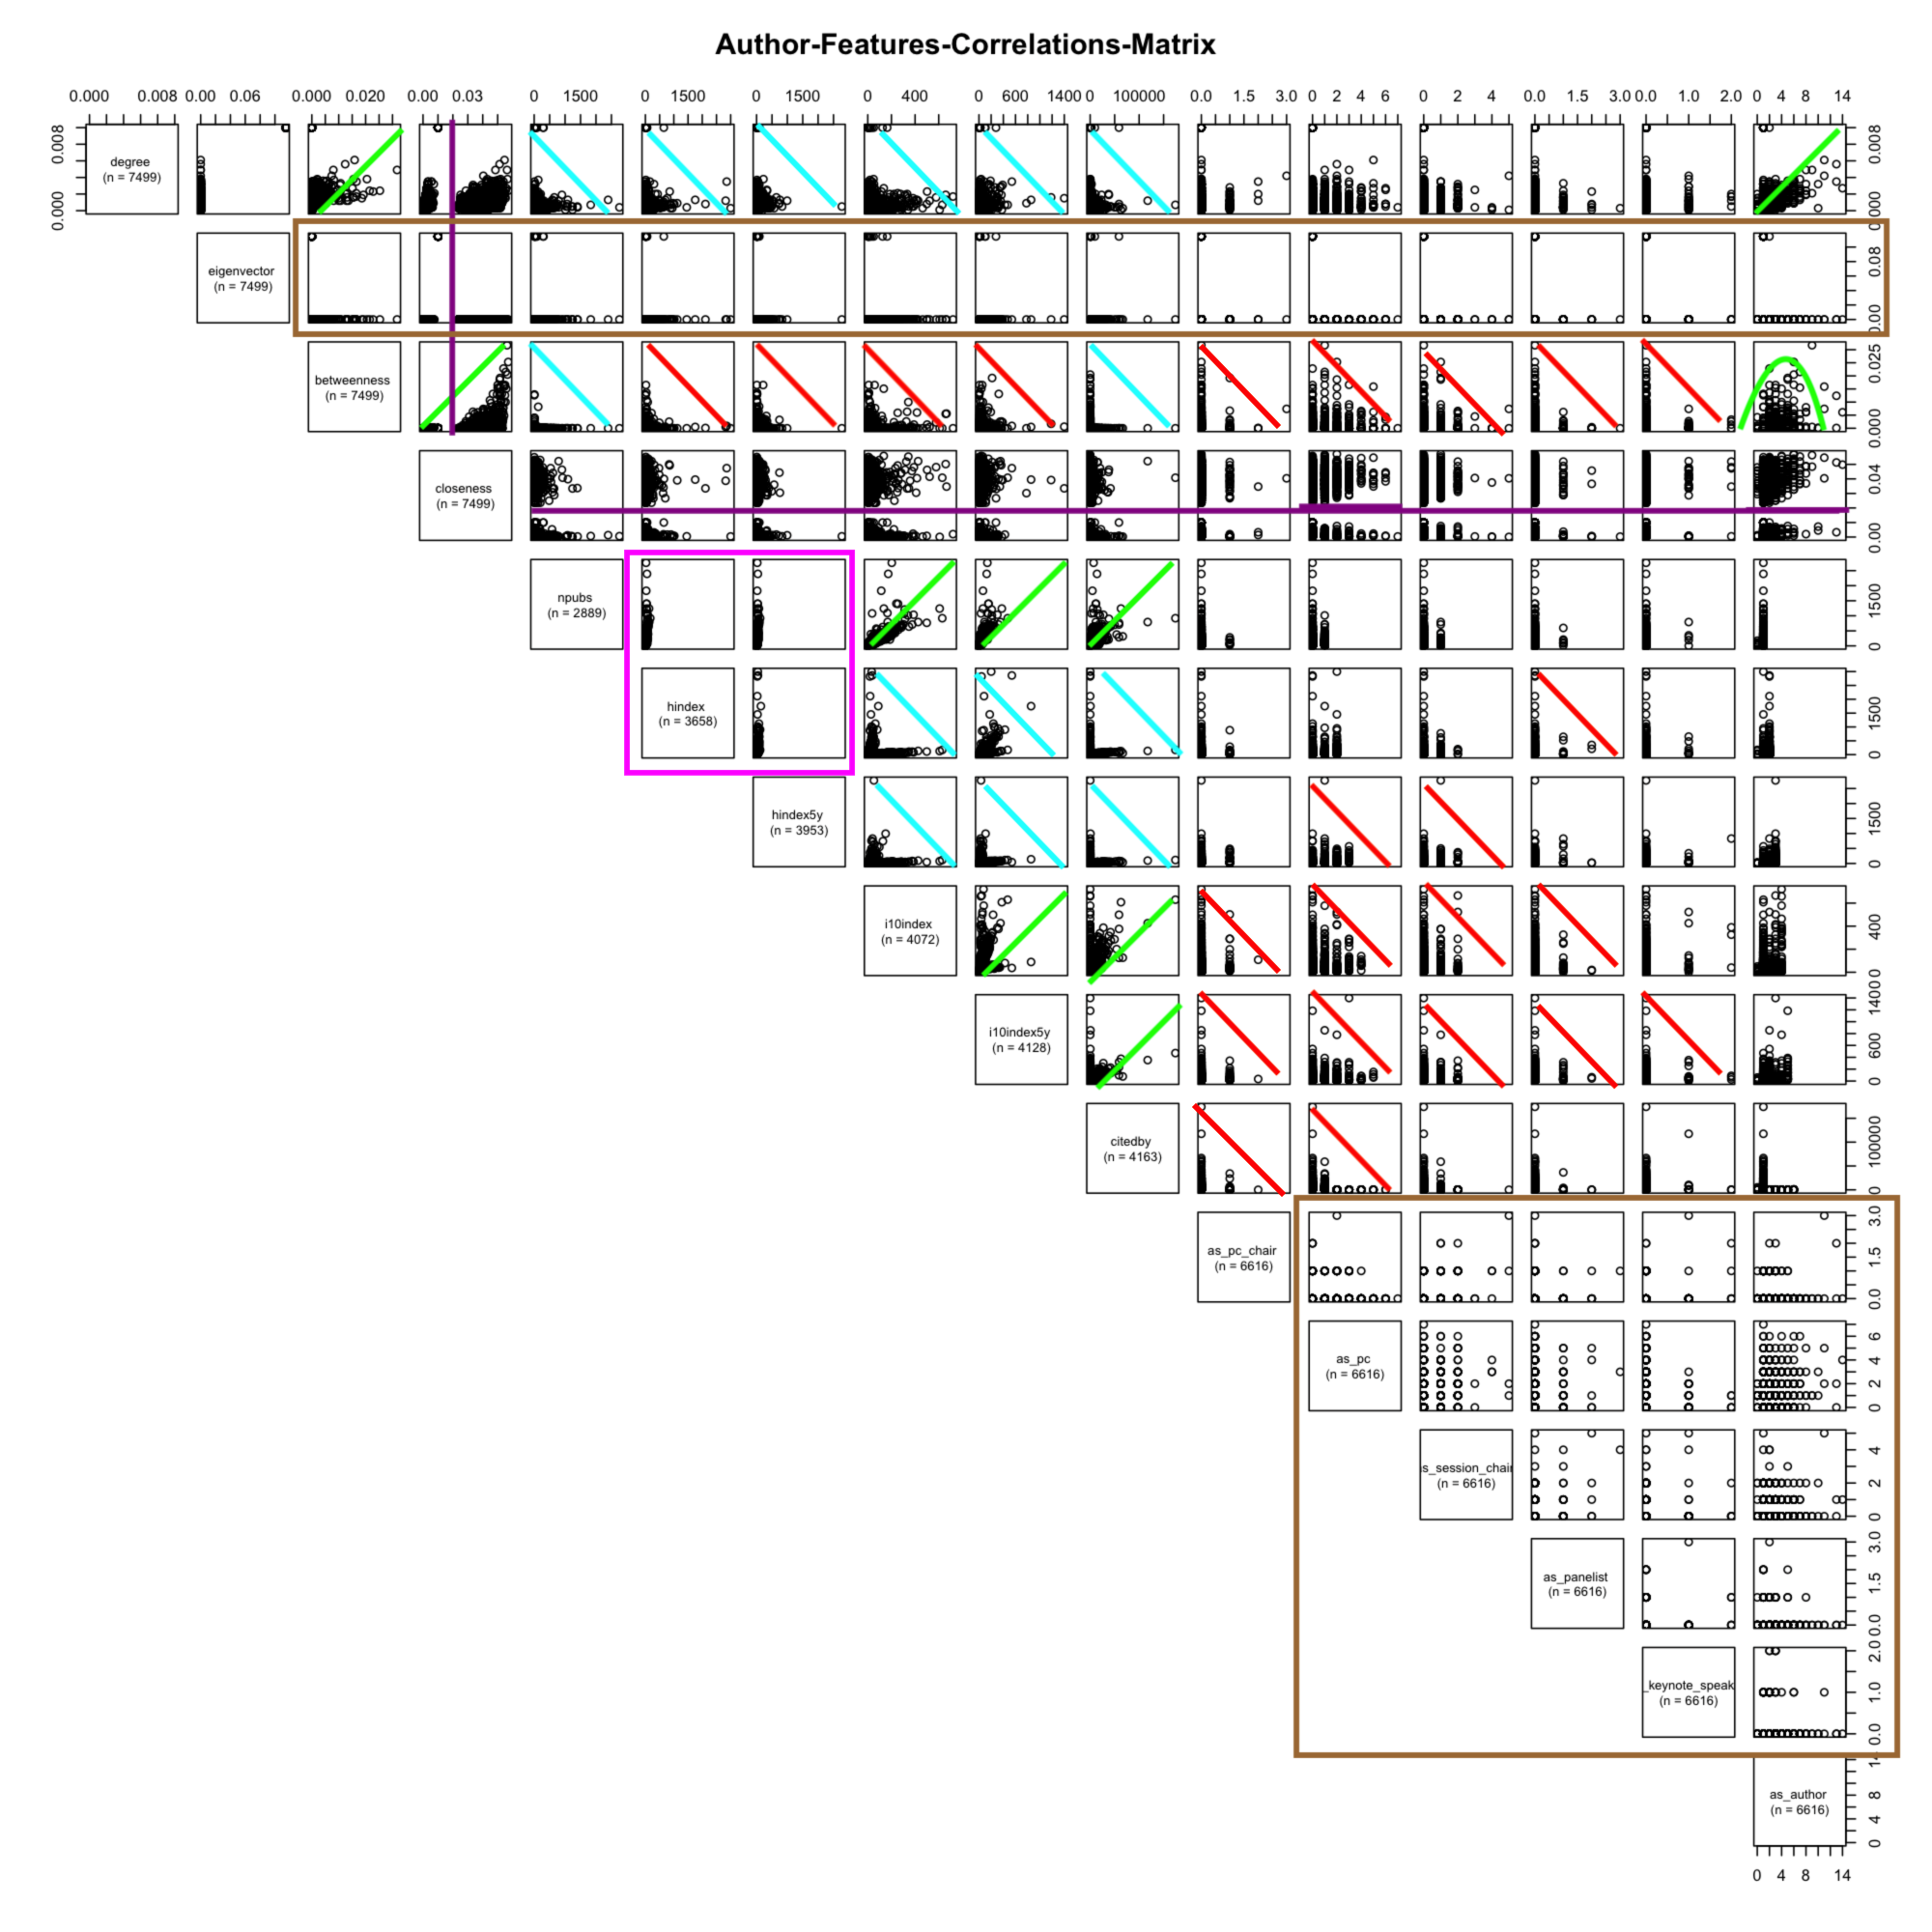 Author-Features-Correlations-Matrix
0.000 0.008 0.00 0.06 0.000 0.020 0.00 0.03 0 1500 0 1500 0 1500 0 400 0 600 1400 0 100000 0.0 1.5 3.0 0 2 4 6 0 2 4 0.0 1.5 3.0 0.0 1.0 2.0 0 4 8 14
degree
(n = 7499)
0.000 0.008
0.008
eigenvector
(n = 7499)
0.00 0.08
betweenness
(n = 7499)
0.000 0.025
closeness
(n = 7499)
0.00 0.04
npubs
(n = 2889)
0 1500
hindex
(n = 3658)
0 1500
hindex5y
(n = 3953)
0 1500
i10index
(n = 4072)
0 400
i10index5y
(n = 4128)
0 600 1400
citedby
(n = 4163)
0 100000
as_pc_chair
(n = 6616)
0.0 1.5 3.0
as_pc
(n = 6616)
0 2 4 6
s_session_chair
(n = 6616)
0 2 4
as_panelist
(n = 6616)
0.0 1.5 3.0
_keynote_speak
(n = 6616)
0.0 1.0 2.0
as_author
(n = 6616)
0 4 8
0 4 8 14